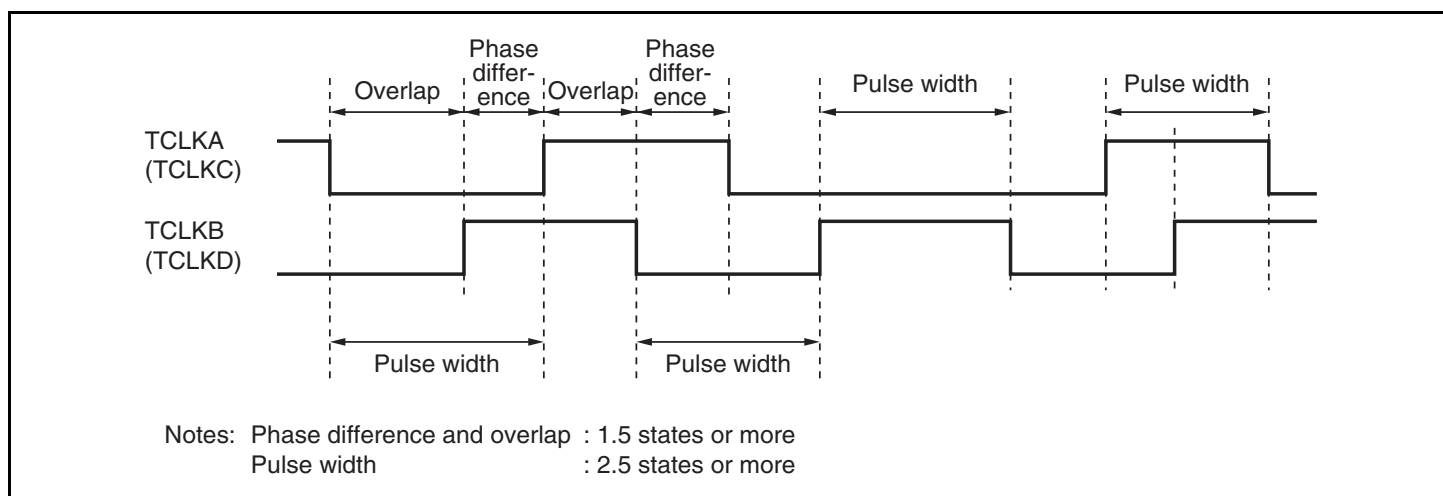 Phase
differ-
ence
Phase
differ-
ence
Overlap
Overlap
Pulse width
Pulse width
TCLKA
(TCLKC)
TCLKB
(TCLKD)
Pulse width
Pulse width
Notes: Phase difference and overlap : 1.5 states or more
Pulse width : 2.5 states or more